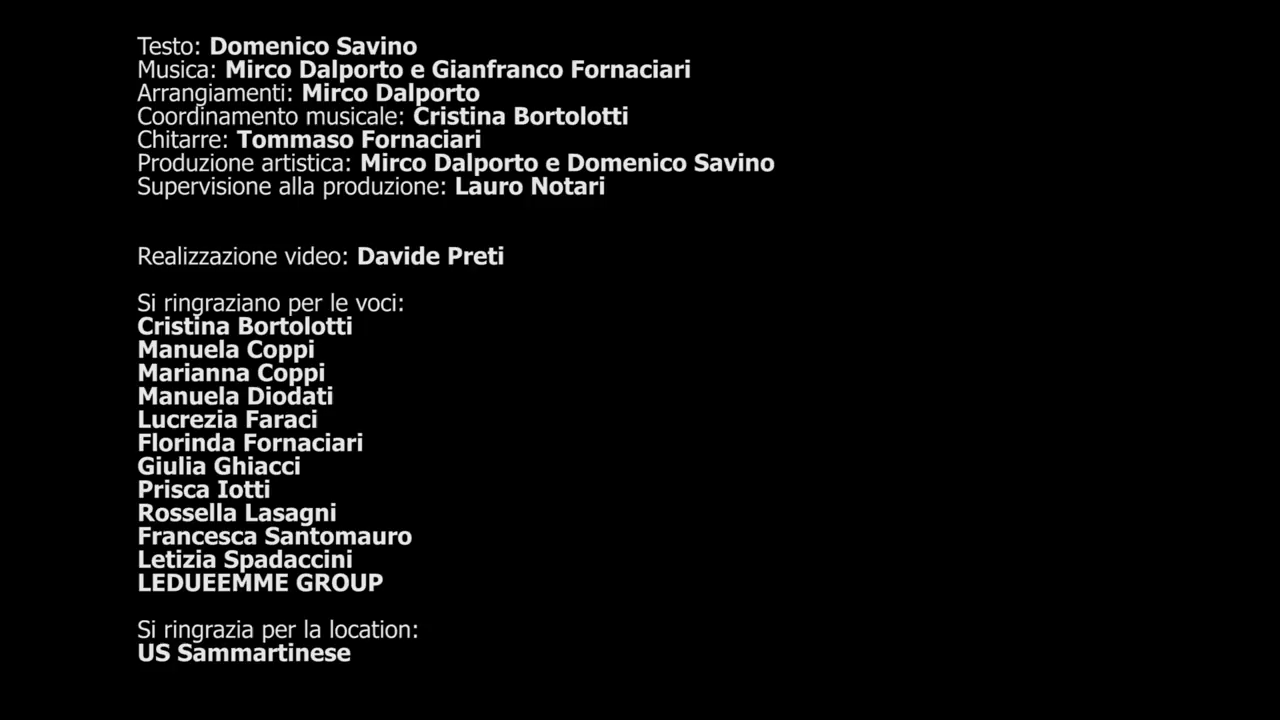 Testo: Domenico Savino
Musica: Mirco Dalporto e Gianfranco Fornaciari
Arrangiamenti: Mirco Dalporto
Coordinamento musicale: Cristina Bortolotti
Chitarre: Tommaso Fornaciari
Produzione artistica: Mirco Dalporto e Domenico Savino
Supervisione alla produzione: Lauro Notari
Realizzazione video: Davide Preti
Si ringraziano per le voci:
Cristina Bortolotti
Manuela Coppi
Marianna Coppi
Manuela Diodati
Lucrezia Faraci
Florinda Fornaciari
Giulia Ghiacci
Prisca Iotti
Rossella Lasagni
Francesca Santomauro
Letizia Spadaccini
LEDUEEMME GROUP
Si ringrazia per la location:
US Sammartinese